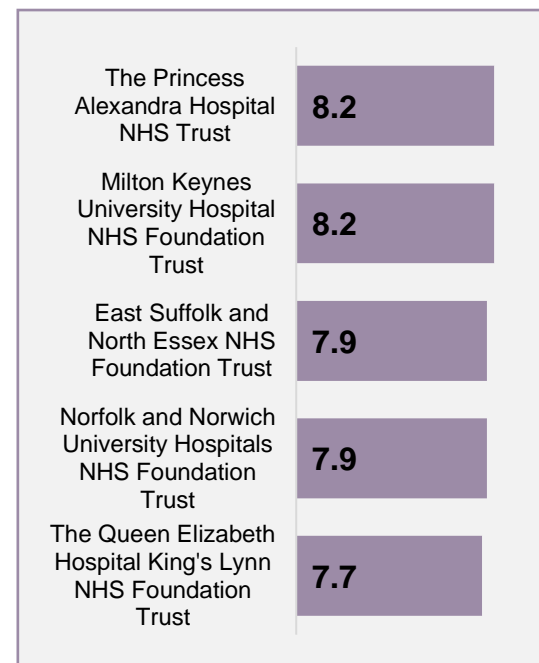 The Princess
Alexandra Hospital
NHS Trust
8.2
Milton Keynes
University Hospital
NHS Foundation
Trust
8.2
East Suffolk and
North Essex NHS
Foundation Trust
7.9
Norfolk and Norwich
University Hospitals
NHS Foundation
Trust
7.9
The Queen Elizabeth
Hospital King's Lynn
NHS Foundation
Trust
7.7